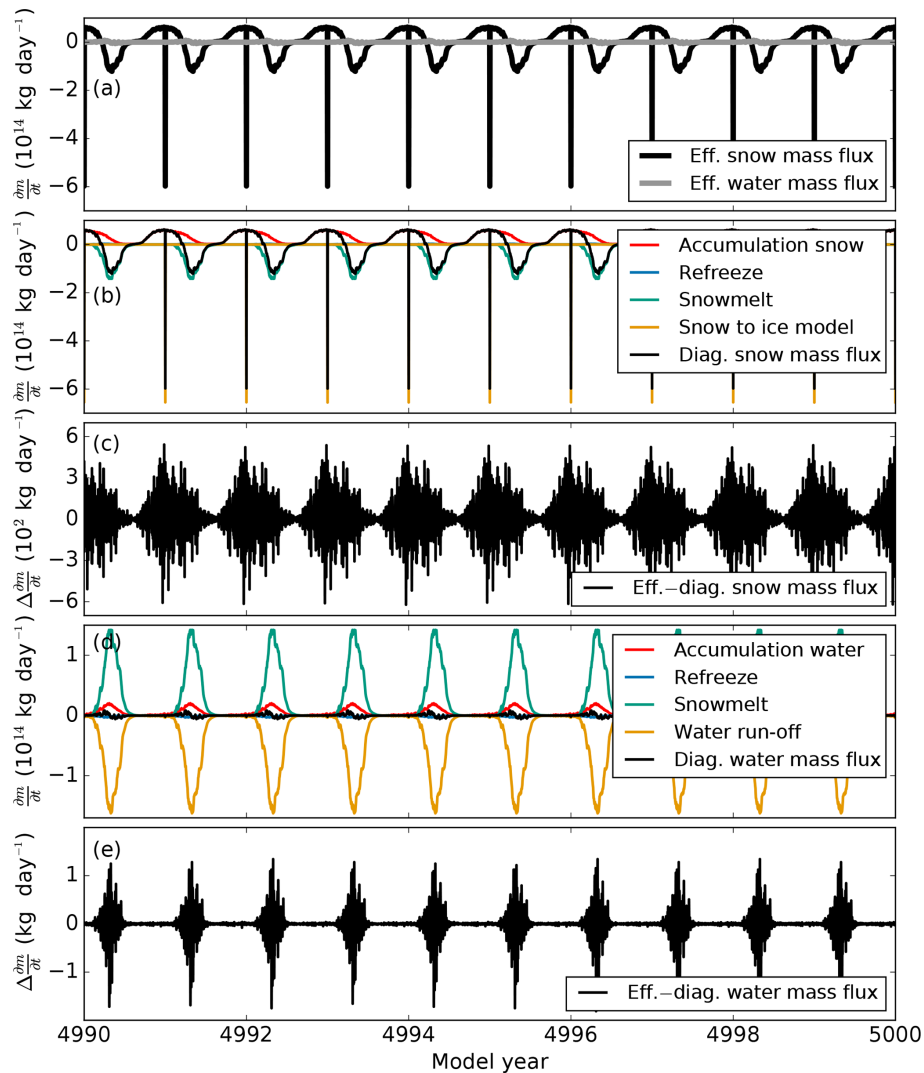 0
−2
−4
−6
∂m/∂t (10¹⁴ kg day⁻¹)
(a)
Eff. snow mass flux
Eff. water mass flux
0
−2
−4
−6
∂m/∂t (10¹⁴ kg day⁻¹)
(b)
Accumulation snow
Refreeze
Snowmelt
Snow to ice model
Diag. snow mass flux
6
3
0
−3
−6
Δ∂m/∂t (10² kg day⁻¹)
(c)
Eff.−diag. snow mass flux
1
0
−1
∂m/∂t (10¹⁴ kg day⁻¹)
(d)
Accumulation water
Refreeze
Snowmelt
Water run-off
Diag. water mass flux
1
0
−1
Δ∂m/∂t (kg day⁻¹)
(e)
Eff.−diag. water mass flux
4990 4992 4994 4996 4998 5000
Model year